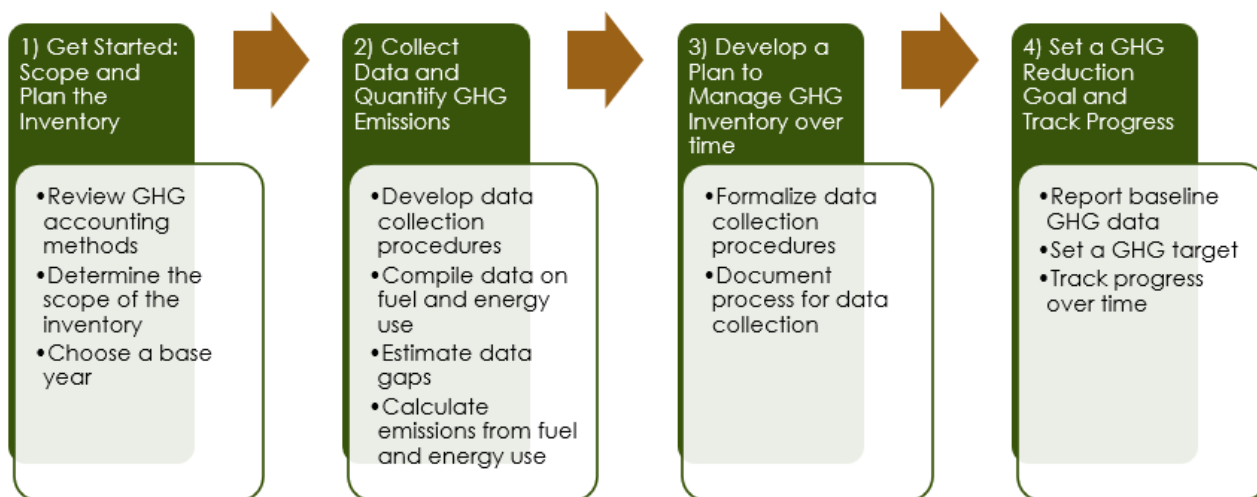 1) Get Started:
Scope and
Plan the
Inventory
•Review GHG
accounting
methods
•Determine the
scope of the
inventory
•Choose a base
year
2) Collect
Data and
Quantify GHG
Emissions
•Develop data
collection
procedures
•Compile data on
fuel and energy
use
•Estimate data
gaps
•Calculate
emissions from fuel
and energy use
3) Develop a
Plan to
Manage GHG
Inventory over
time
•Formalize data
collection
procedures
•Document
process for data
collection
4) Set a GHG
Reduction
Goal and
Track Progress
•Report baseline
GHG data
•Set a GHG target
•Track progress
over time